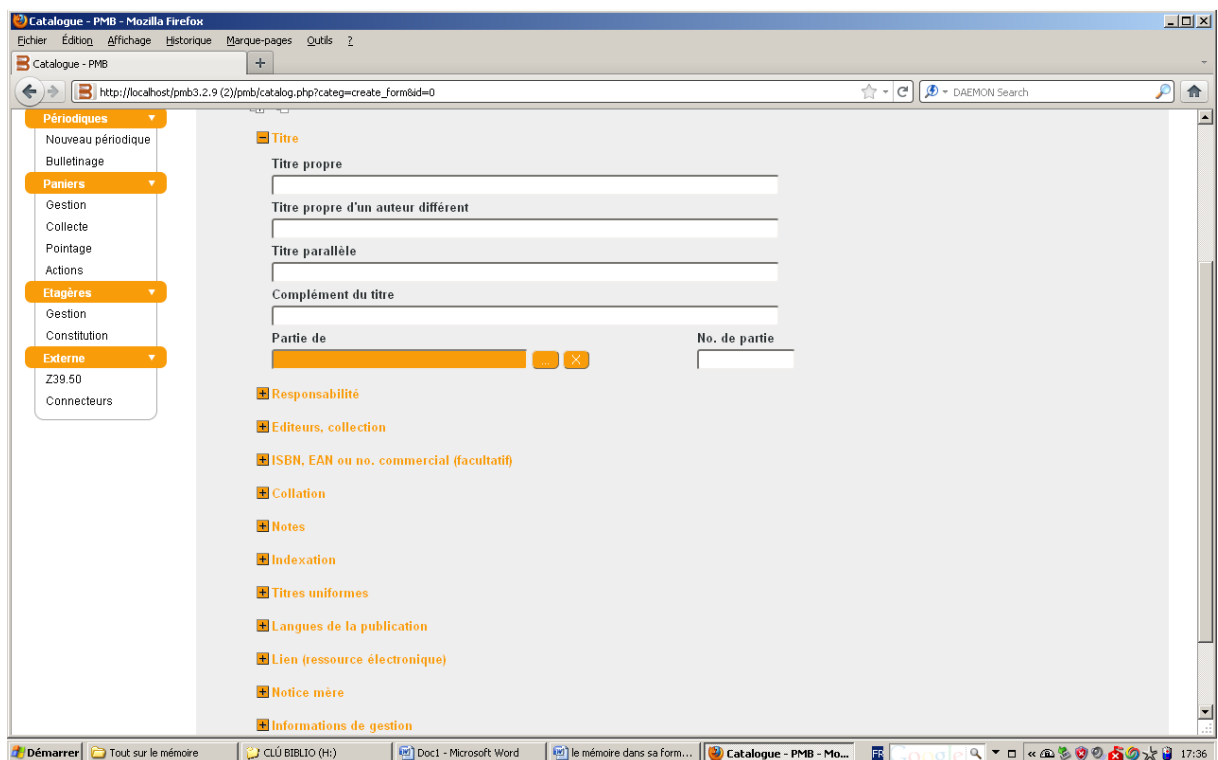 Catalogue - PMB - Mozilla Firefox
Eichier Édition Affichage Historique Marque-pages Outils ?
Catalogue - PMB
http://localhost/pmb3.2.9 (2)/pmb/catalog.php?categ=create_form&id=0
DAEMON Search
Périodiques
Nouveau périodique
Bulletinage
Paniers
Gestion
Collecte
Pointage
Actions
Etagères
Gestion
Constitution
Externe
Z39.50
Connecteurs
Titre
Titre propre
Titre propre d'un auteur différent
Titre parallèle
Complément du titre
Partie de No. de partie
...
Responsabilité
Editeurs, collection
ISBN, EAN ou no. commercial (facultatif)
Collation
Notes
Indexation
Titres uniformes
Langues de la publication
Lien (ressource électronique)
Notice mère
Informations de gestion
Démarrer Tout sur le mémoire CLÚ BIBLIO (H:) Doc1 - Microsoft Word le mémoire dans sa form... Catalogue - PMB - Mo... FR Google 17:36